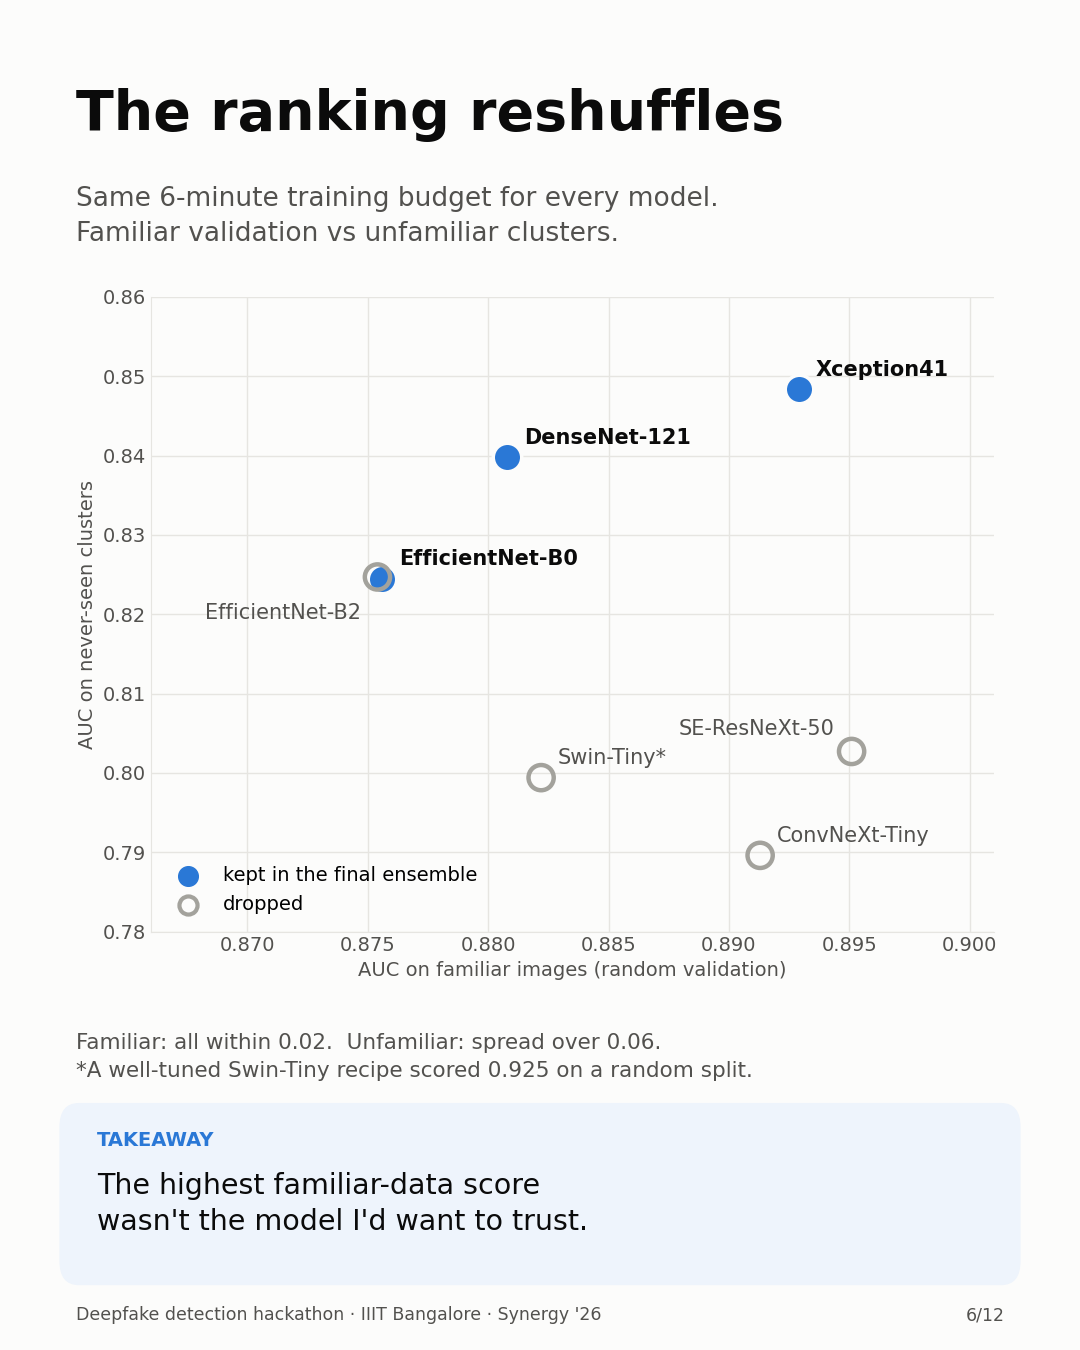 The ranking reshuffles
Same 6-minute training budget for every model.
Familiar validation vs unfamiliar clusters.
AUC on never-seen clusters
0.86
0.85
0.84
0.83
0.82
0.81
0.80
0.79
0.78
Xception41
DenseNet-121
EfficientNet-B0
EfficientNet-B2
SE-ResNeXt-50
Swin-Tiny*
ConvNeXt-Tiny
kept in the final ensemble
dropped
0.870 0.875 0.880 0.885 0.890 0.895 0.900
AUC on familiar images (random validation)
Familiar: all within 0.02.  Unfamiliar: spread over 0.06.
*A well-tuned Swin-Tiny recipe scored 0.925 on a random split.
TAKEAWAY
The highest familiar-data score
wasn't the model I'd want to trust.
Deepfake detection hackathon · IIIT Bangalore · Synergy '26
6/12